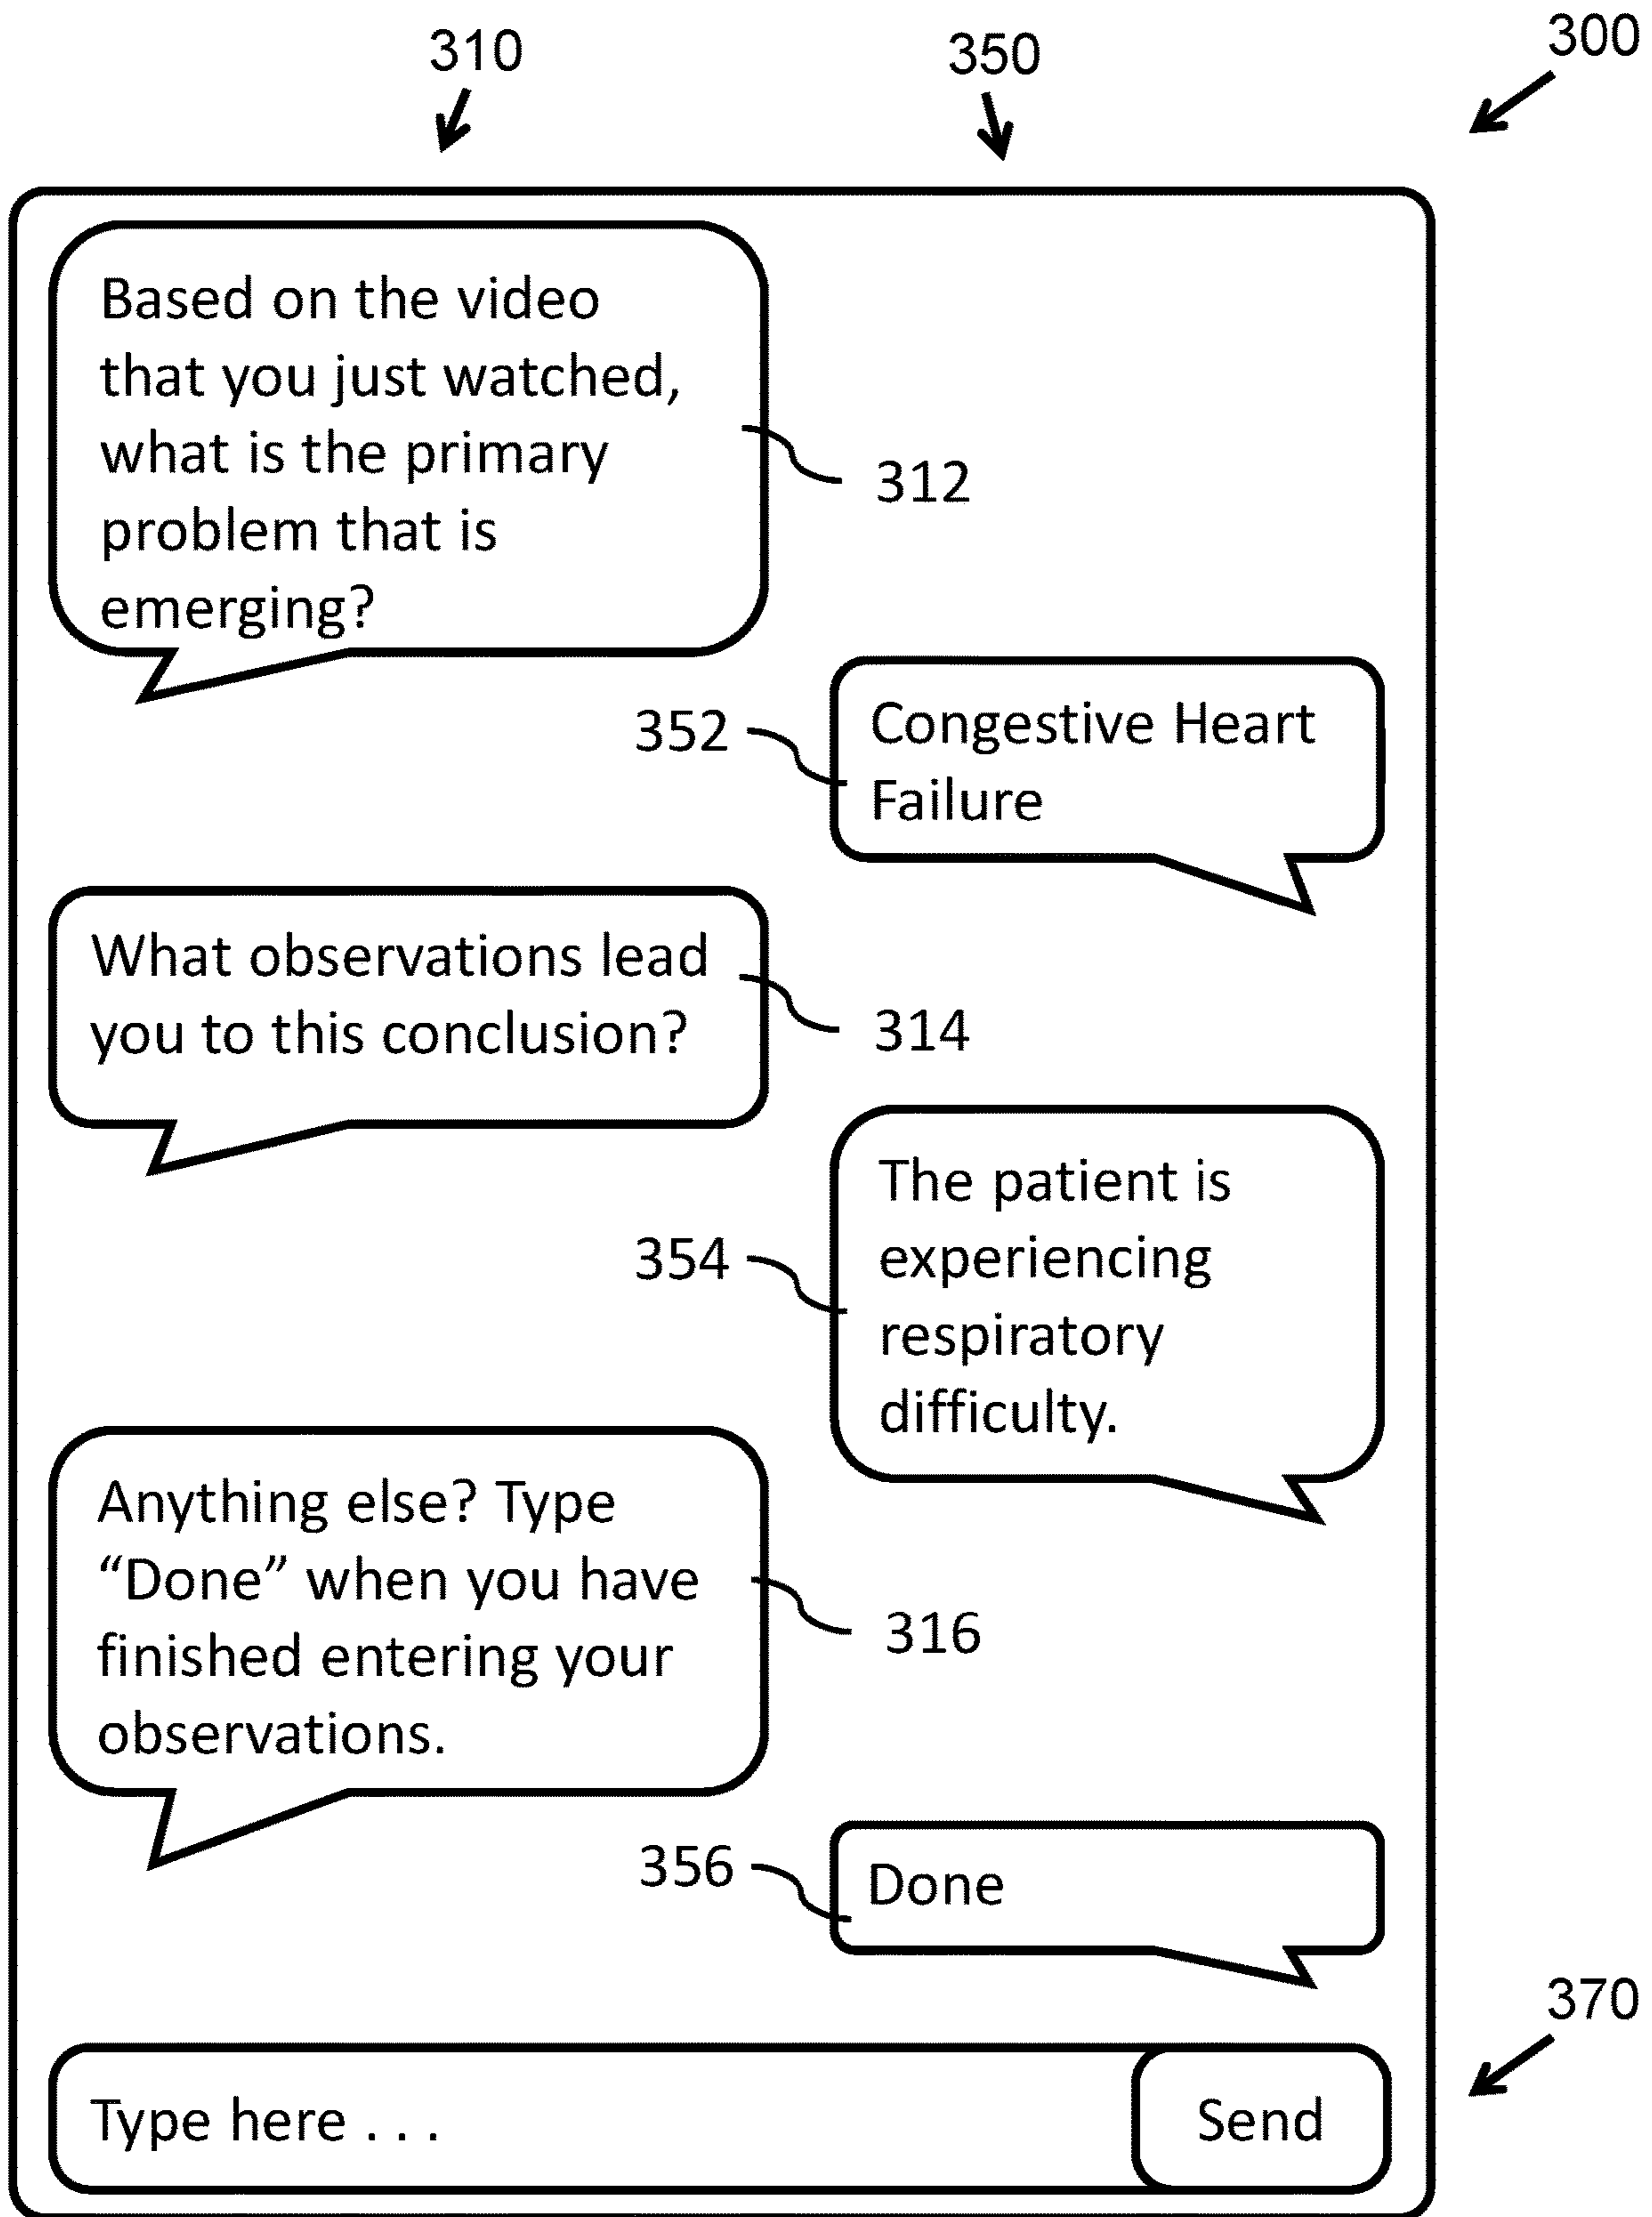 310
350
300
Based on the video
that you just watched,
what is the primary
problem that is
emerging?
312
352
Congestive Heart
Failure
What observations lead
you to this conclusion?
314
354
The patient is
experiencing
respiratory
difficulty.
Anything else? Type
“Done” when you have
finished entering your
observations.
316
356
Done
370
Type here . . .
Send